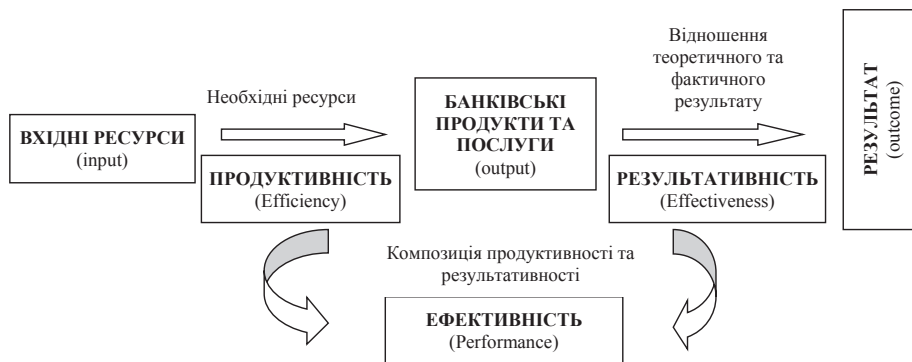 ВХІДНІ РЕСУРСИ
(input)
Необхідні ресурси
ПРОДУКТИВНІСТЬ
(Efficiency)
БАНКІВСЬКІ
ПРОДУКТИ ТА
ПОСЛУГИ
(output)
Відношення
теоретичного та
фактичного
результату
РЕЗУЛЬТАТИВНІСТЬ
(Effectiveness)
РЕЗУЛЬТАТ
(outcome)
Композиція продуктивності та
результативності
ЕФЕКТИВНІСТЬ
(Performance)